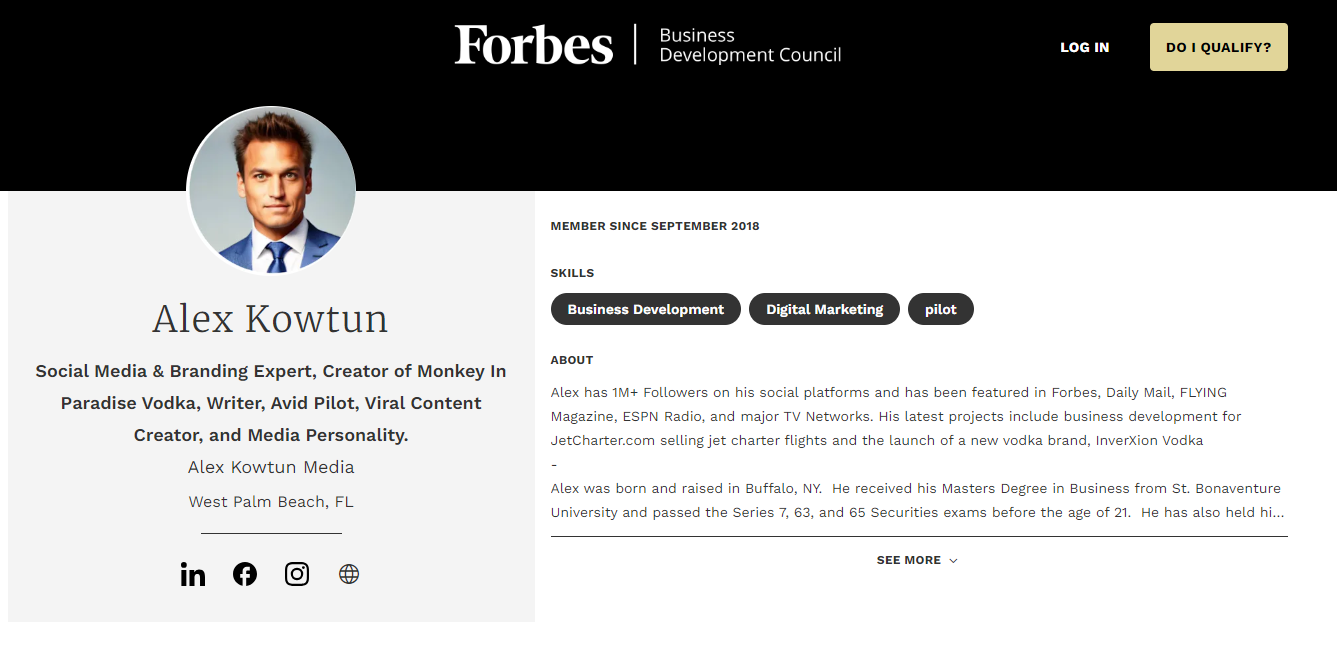 Forbes
Business
Development Council
LOG IN
DO I QUALIFY?
Alex Kowtun
Social Media & Branding Expert, Creator of Monkey In
Paradise Vodka, Writer, Avid Pilot, Viral Content
Creator, and Media Personality.
Alex Kowtun Media
West Palm Beach, FL
in
MEMBER SINCE SEPTEMBER 2018
SKILLS
Business Development
Digital Marketing
pilot
ABOUT
Alex has 1M+ Followers on his social platforms and has been featured in Forbes, Daily Mail, FLYING
Magazine, ESPN Radio, and major TV Networks. His latest projects include business development for
JetCharter.com selling jet charter flights and the launch of a new vodka brand, InverXion Vodka
-
Alex was born and raised in Buffalo, NY.  He received his Masters Degree in Business from St. Bonaventure
University and passed the Series 7, 63, and 65 Securities exams before the age of 21.  He has also held hi...
SEE MORE